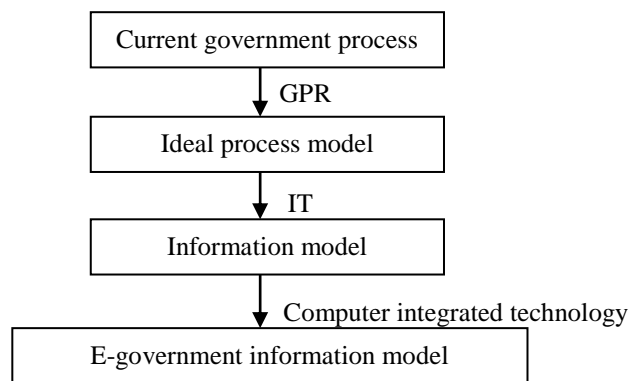 Current government process
GPR
Ideal process model
IT
Information model
Computer integrated technology
E-government information model